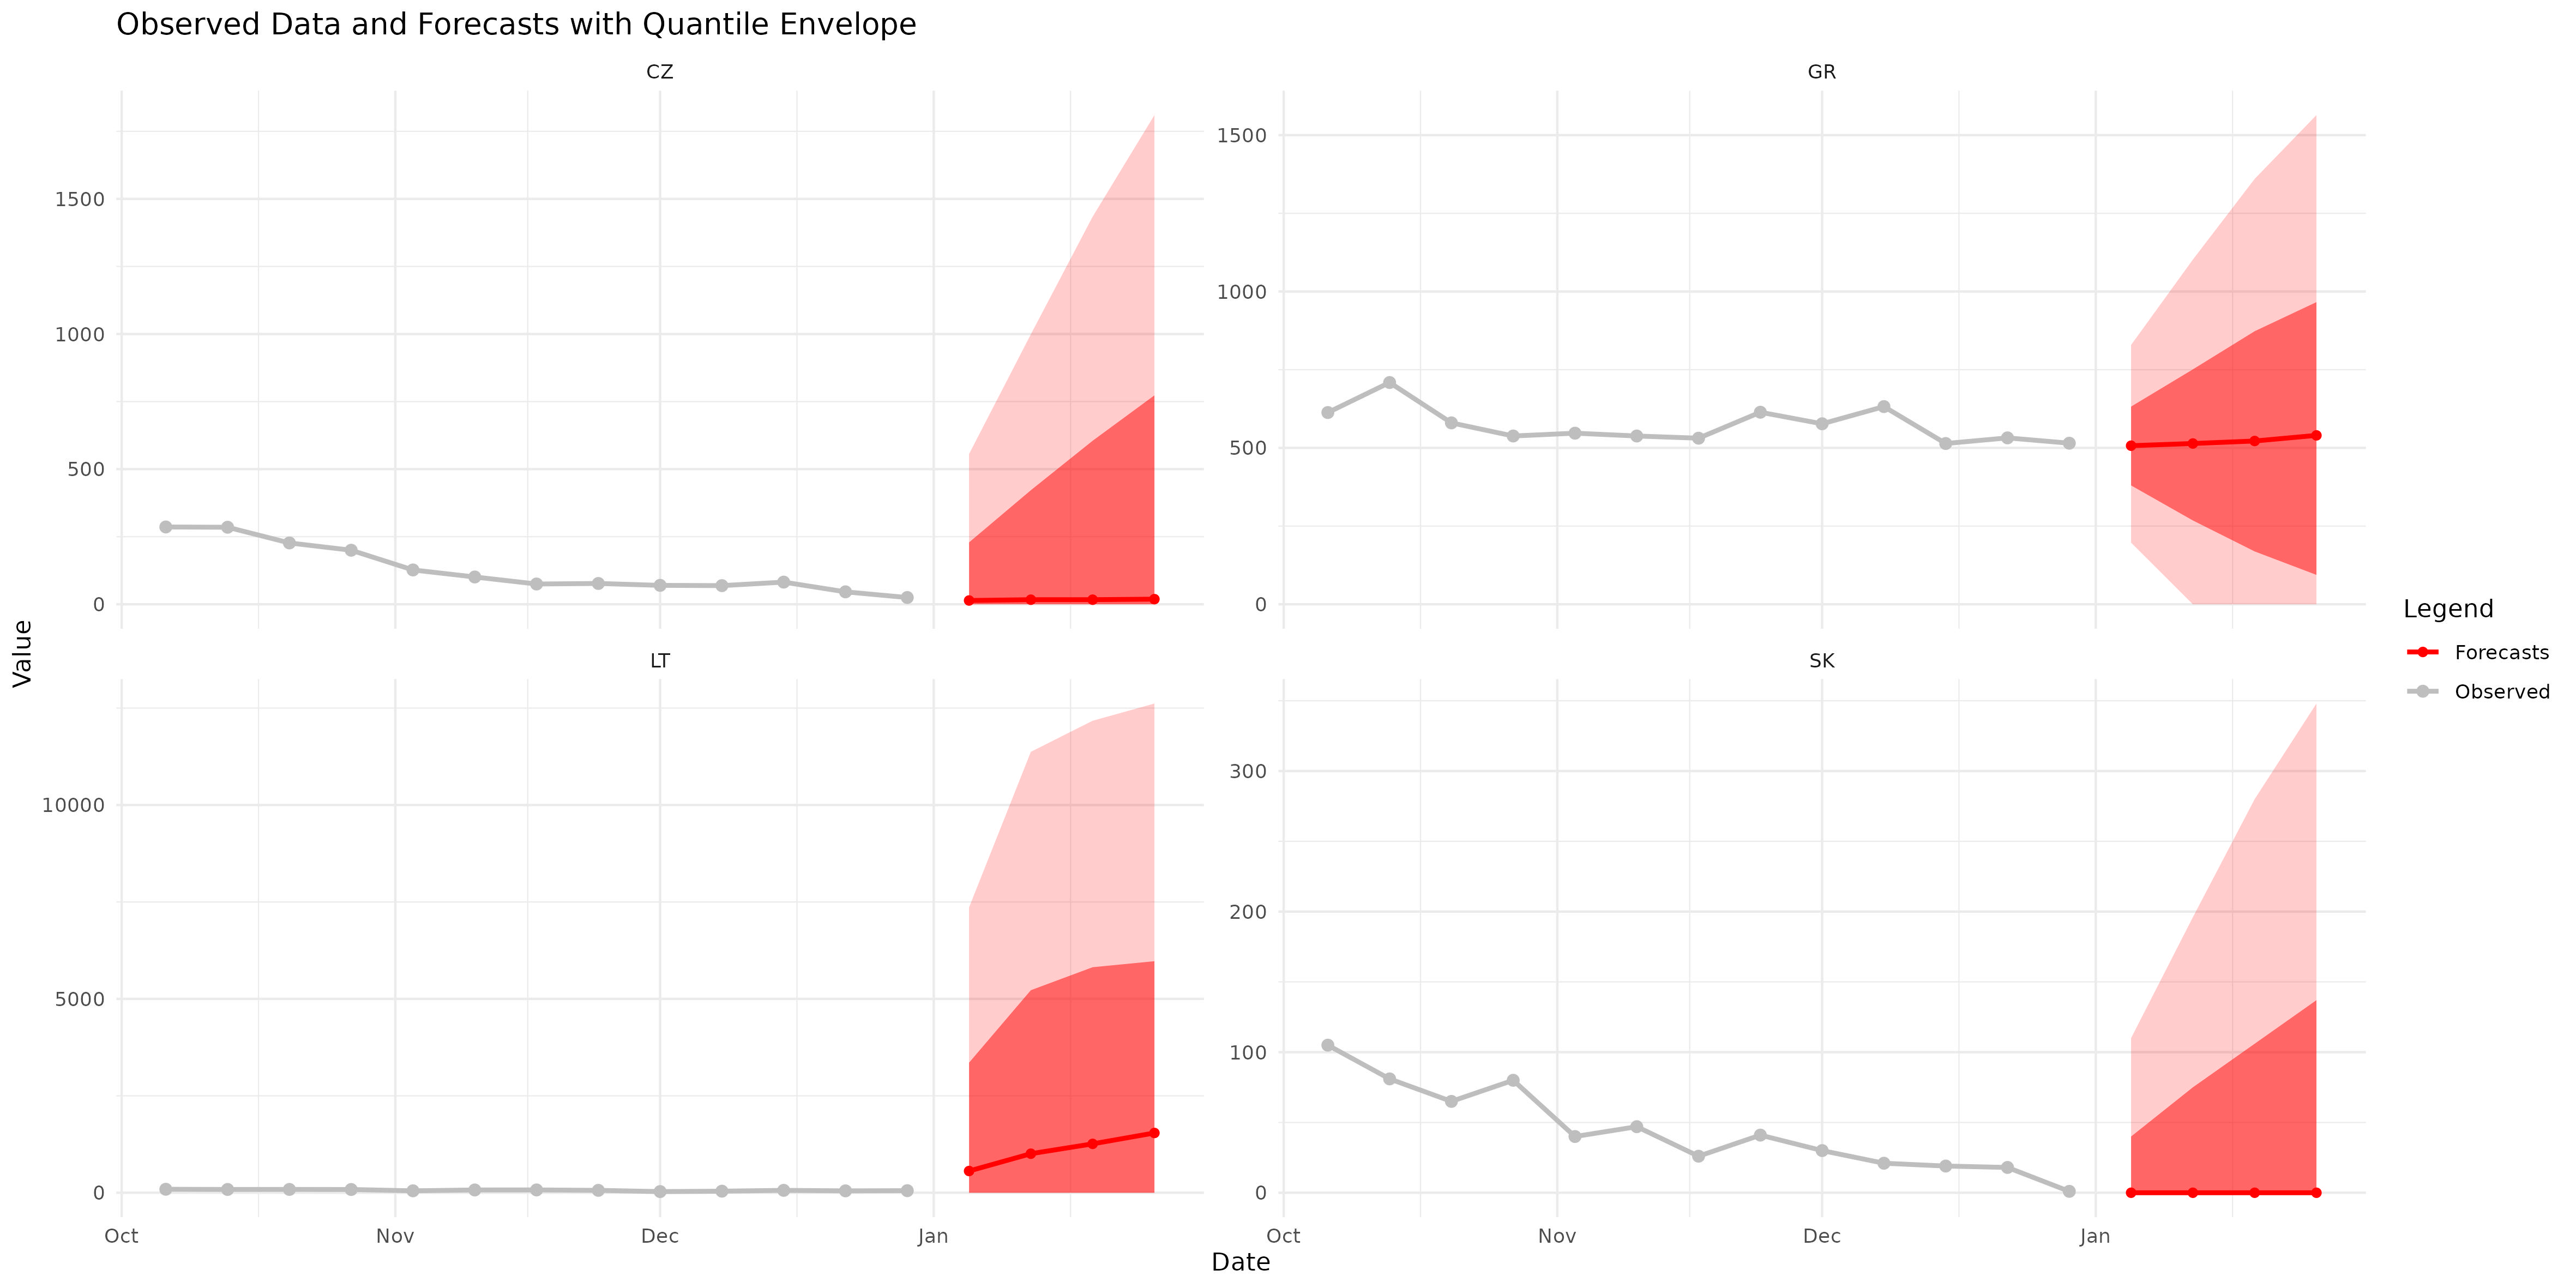 Observed Data and Forecasts with Quantile Envelope
CZ
GR
1500
1000
500
0
1500
1000
500
0
Value
LT
SK
10000
5000
0
300
200
100
0
Oct Nov Dec Jan
Oct Nov Dec Jan
Date
Legend
Forecasts
Observed